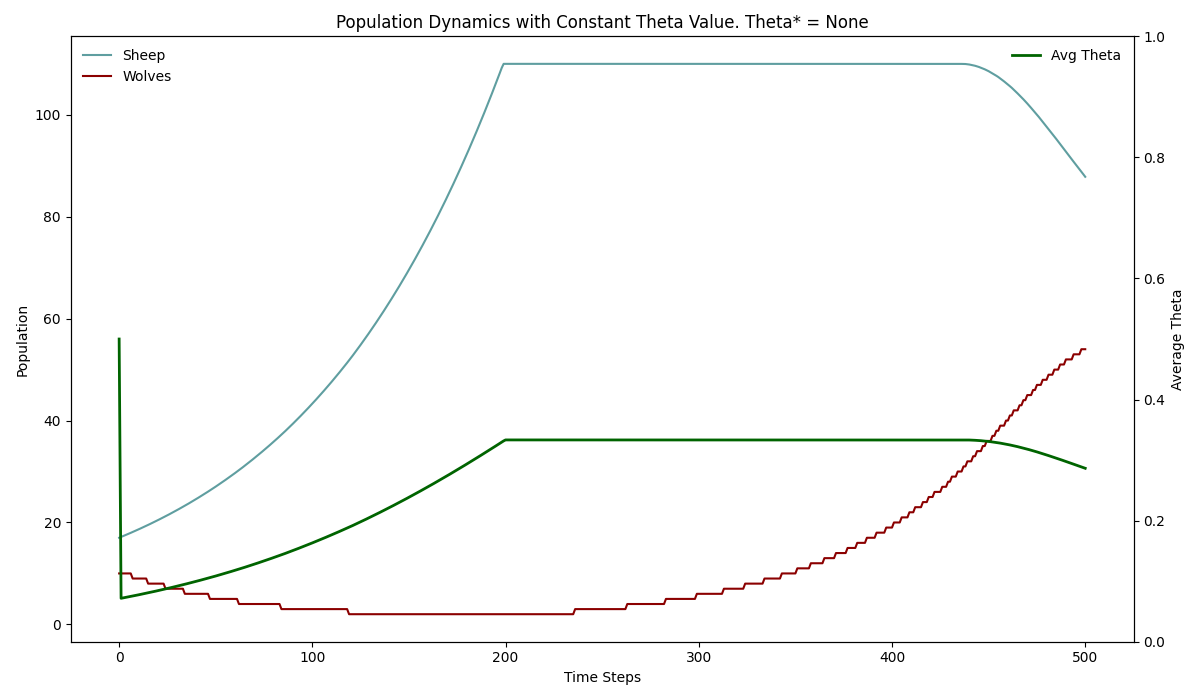 Population Dynamics with Constant Theta Value. Theta* = None
Sheep
Wolves
Avg Theta
Population
100
80
60
40
20
0
1.0
0.8
0.6
0.4
0.2
0.0
Average Theta
0 100 200 300 400 500
Time Steps